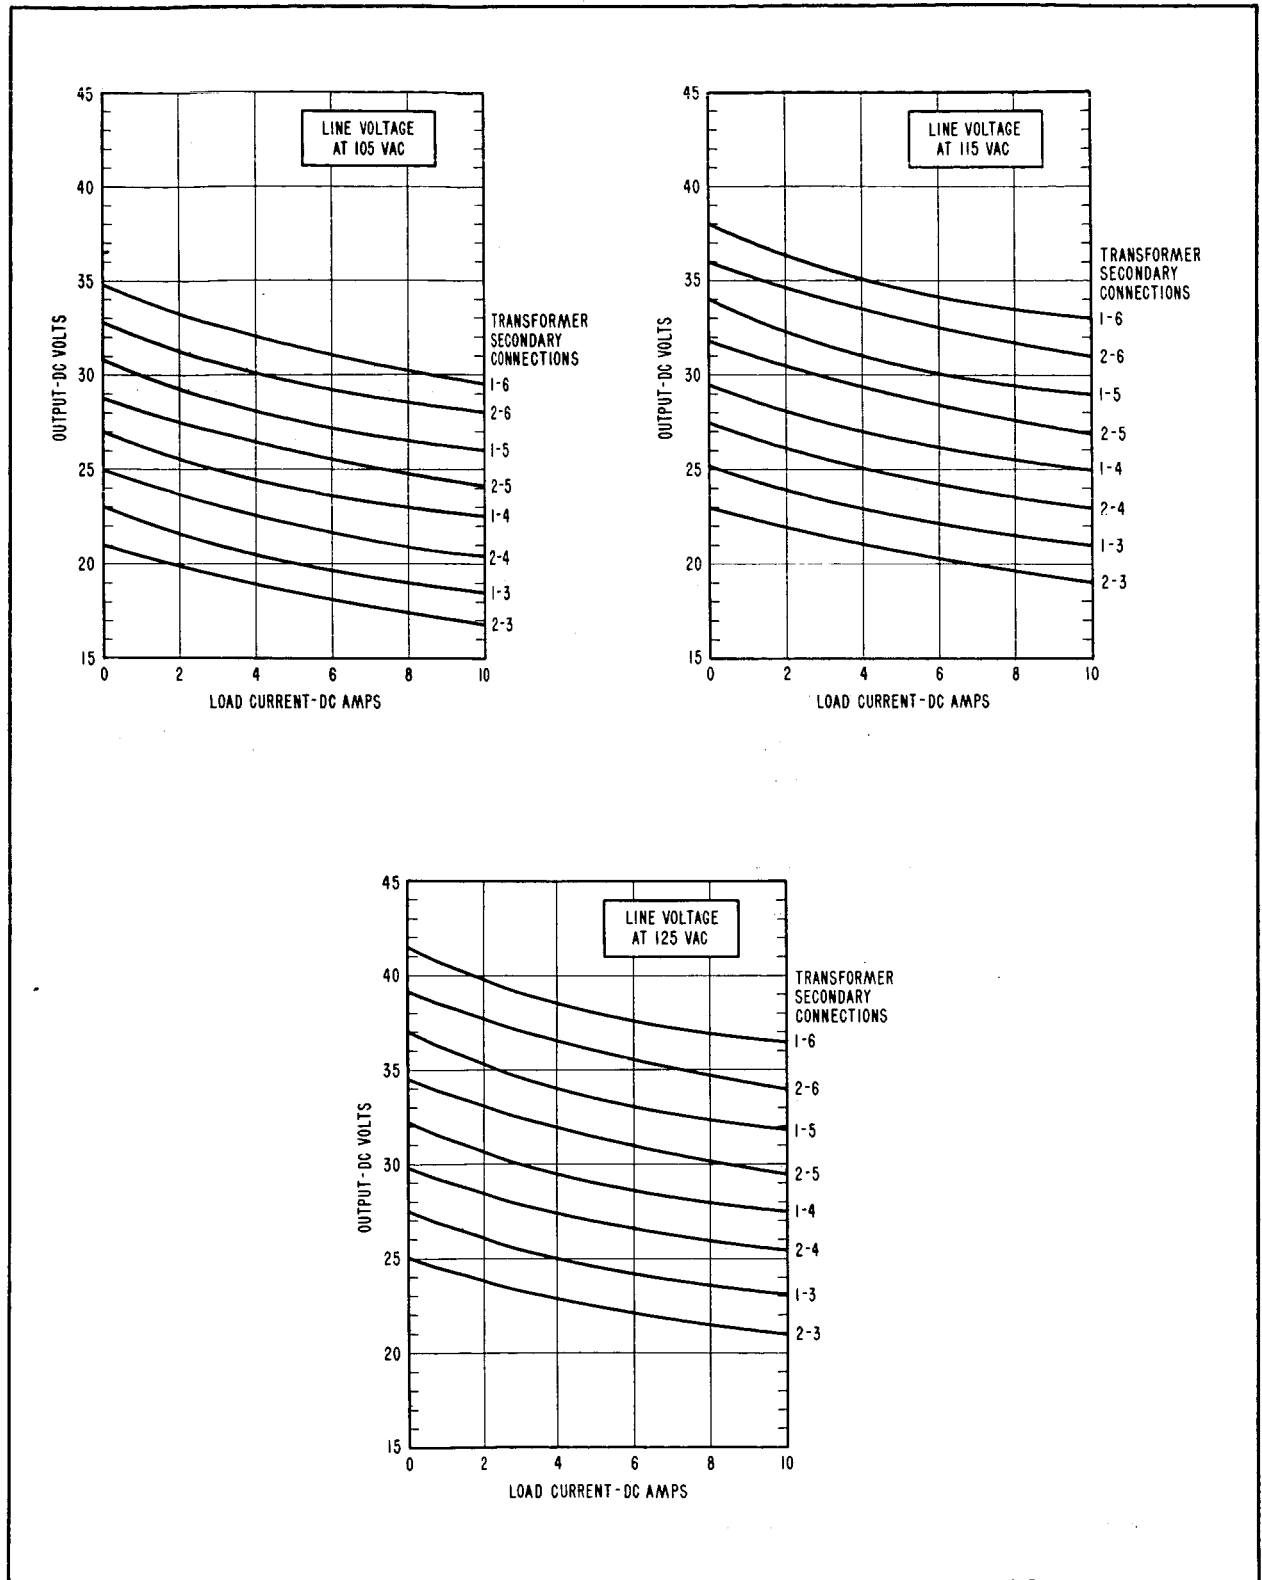 LINE VOLTAGE
AT 105 VAC
45
40
35
30
25
20
15
OUTPUT-DC VOLTS
0 2 4 6 8 10
LOAD CURRENT-DC AMPS
TRANSFORMER
SECONDARY
CONNECTIONS
1-6
2-6
1-5
2-5
1-4
2-4
1-3
2-3
LINE VOLTAGE
AT 115 VAC
45
40
35
30
25
20
15
OUTPUT-DC VOLTS
0 2 4 6 8 10
LOAD CURRENT-DC AMPS
TRANSFORMER
SECONDARY
CONNECTIONS
1-6
2-6
1-5
2-5
1-4
2-4
1-3
2-3
LINE VOLTAGE
AT 125 VAC
45
40
35
30
25
20
15
OUTPUT-DC VOLTS
0 2 4 6 8 10
LOAD CURRENT-DC AMPS
TRANSFORMER
SECONDARY
CONNECTIONS
1-6
2-6
1-5
2-5
1-4
2-4
1-3
2-3